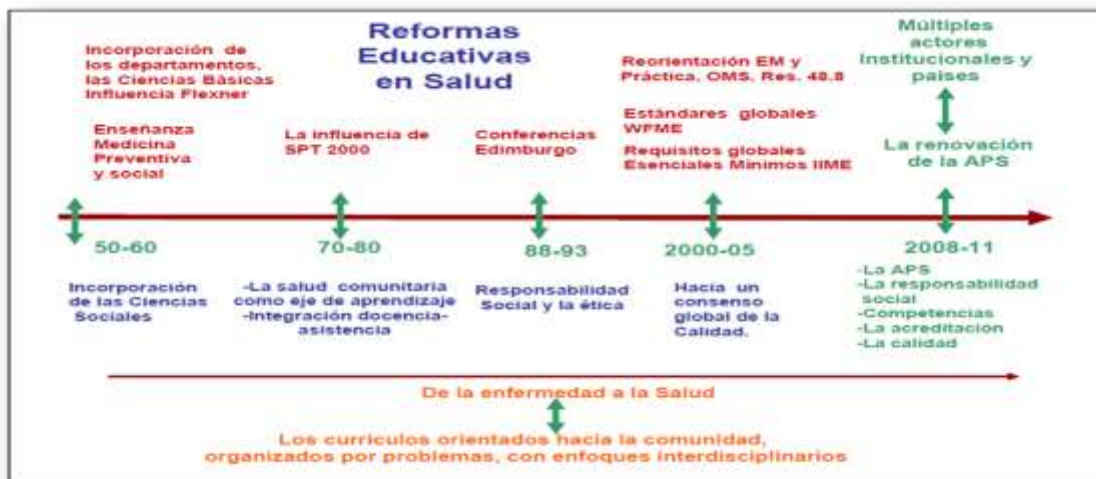 Reformas
Educativas
en Salud
Incorporación de
los departamentos,
las Ciencias Básicas
Influencia Flexner
Enseñanza
Medicina
Preventiva
y social
La influencia de
SPT 2000
Conferencias
Edimburgo
Reorientación EM y
Práctica, OMS, Res. 48.8
Estándares globales
WFME
Requisitos globales
Esenciales Mínimos IIME
Múltiples
actores
Institucionales y
paises
La renovación
de la APS
50-60
70-80
88-93
2000-05
2008-11
Incorporación
de las Ciencias
Sociales
-La salud comunitaria
como eje de aprendizaje
-Integración docencia-
asistencia
Responsabilidad
Social y la ética
Hacia un
consenso
global de la
Calidad.
-La APS
-La responsabilidad
social
-Competencias
-La acreditación
-La calidad
De la enfermedad a la Salud
Los currículos orientados hacia la comunidad,
organizados por problemas, con enfoques interdisciplinarios